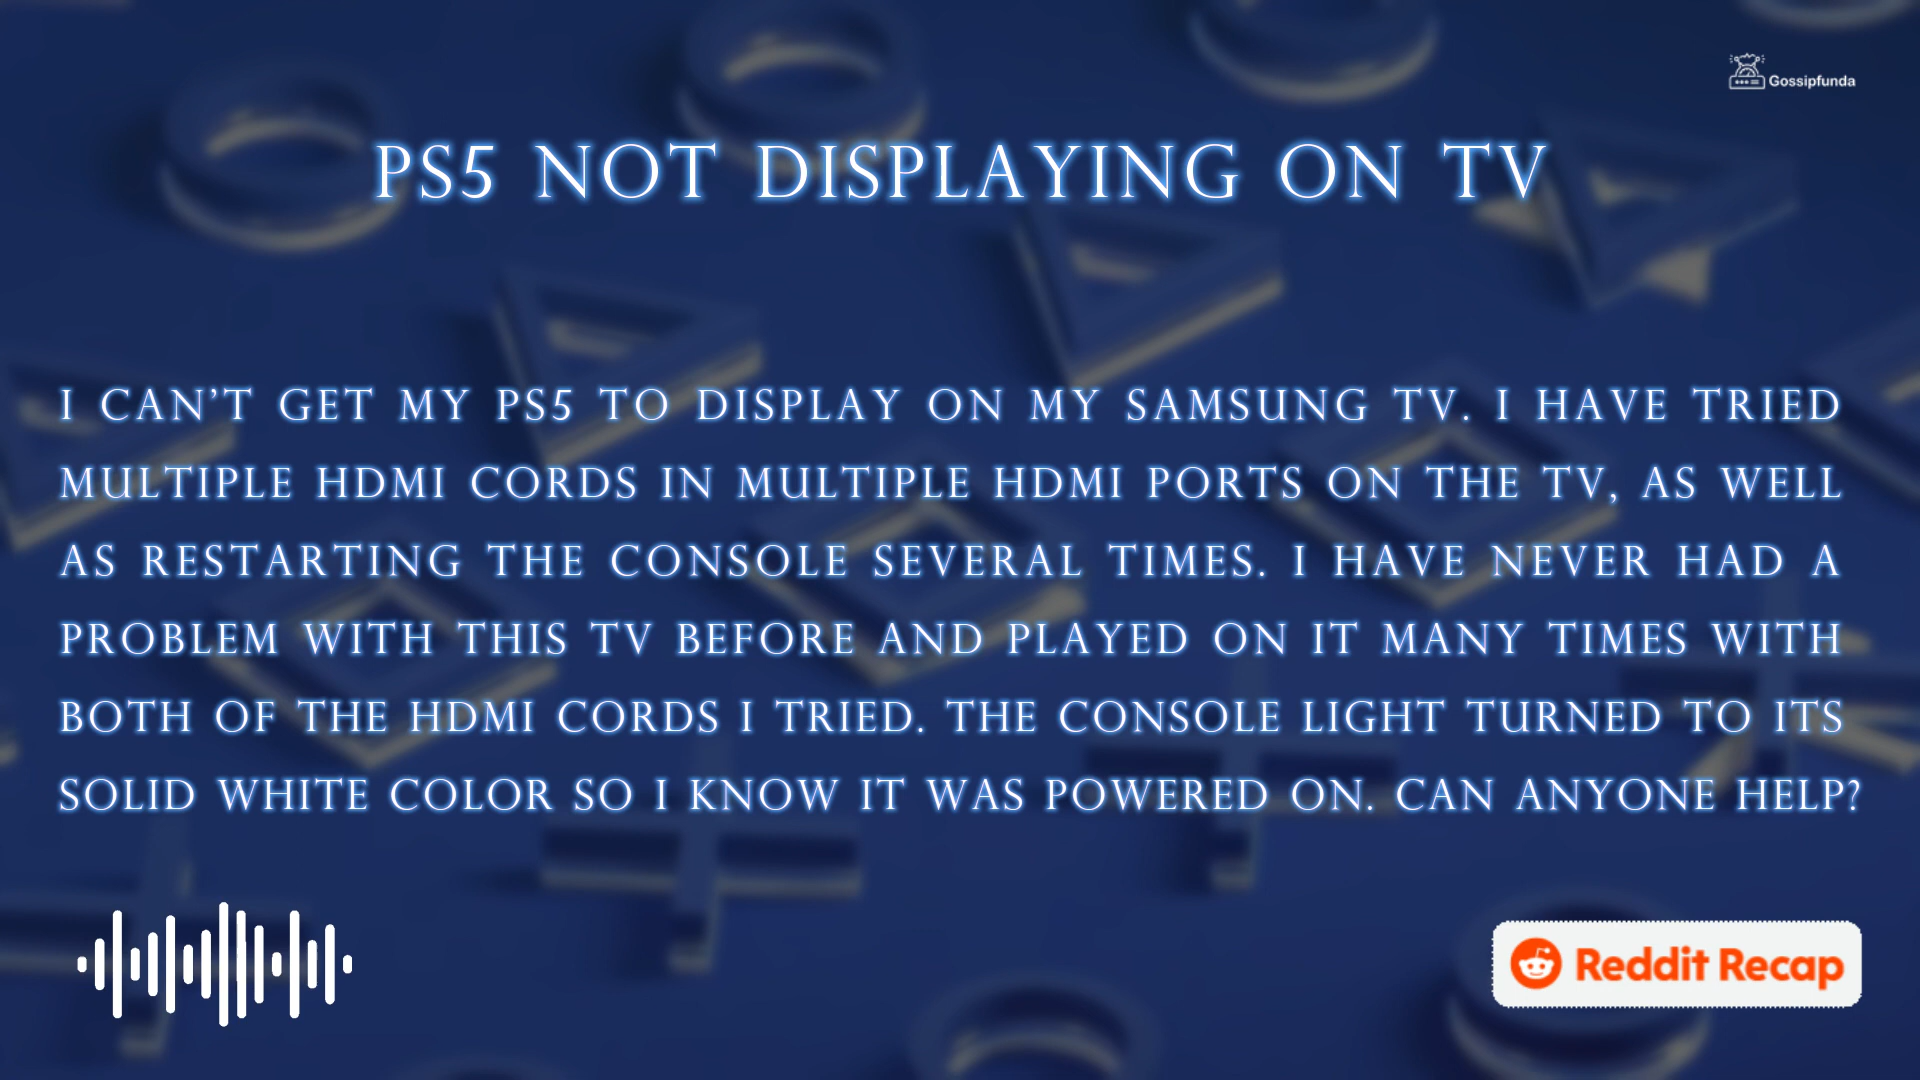 Gossipfunda
PS5 NOT DISPLAYING ON TV
I CAN'T GET MY PS5 TO DISPLAY ON MY SAMSUNG TV. I HAVE TRIED
MULTIPLE HDMI CORDS IN MULTIPLE HDMI PORTS ON THE TV, AS WELL
AS RESTARTING THE CONSOLE SEVERAL TIMES. I HAVE NEVER HAD A
PROBLEM WITH THIS TV BEFORE AND PLAYED ON IT MANY TIMES WITH
BOTH OF THE HDMI CORDS I TRIED. THE CONSOLE LIGHT TURNED TO ITS
SOLID WHITE COLOR SO I KNOW IT WAS POWERED ON. CAN ANYONE HELP?
Reddit Recap